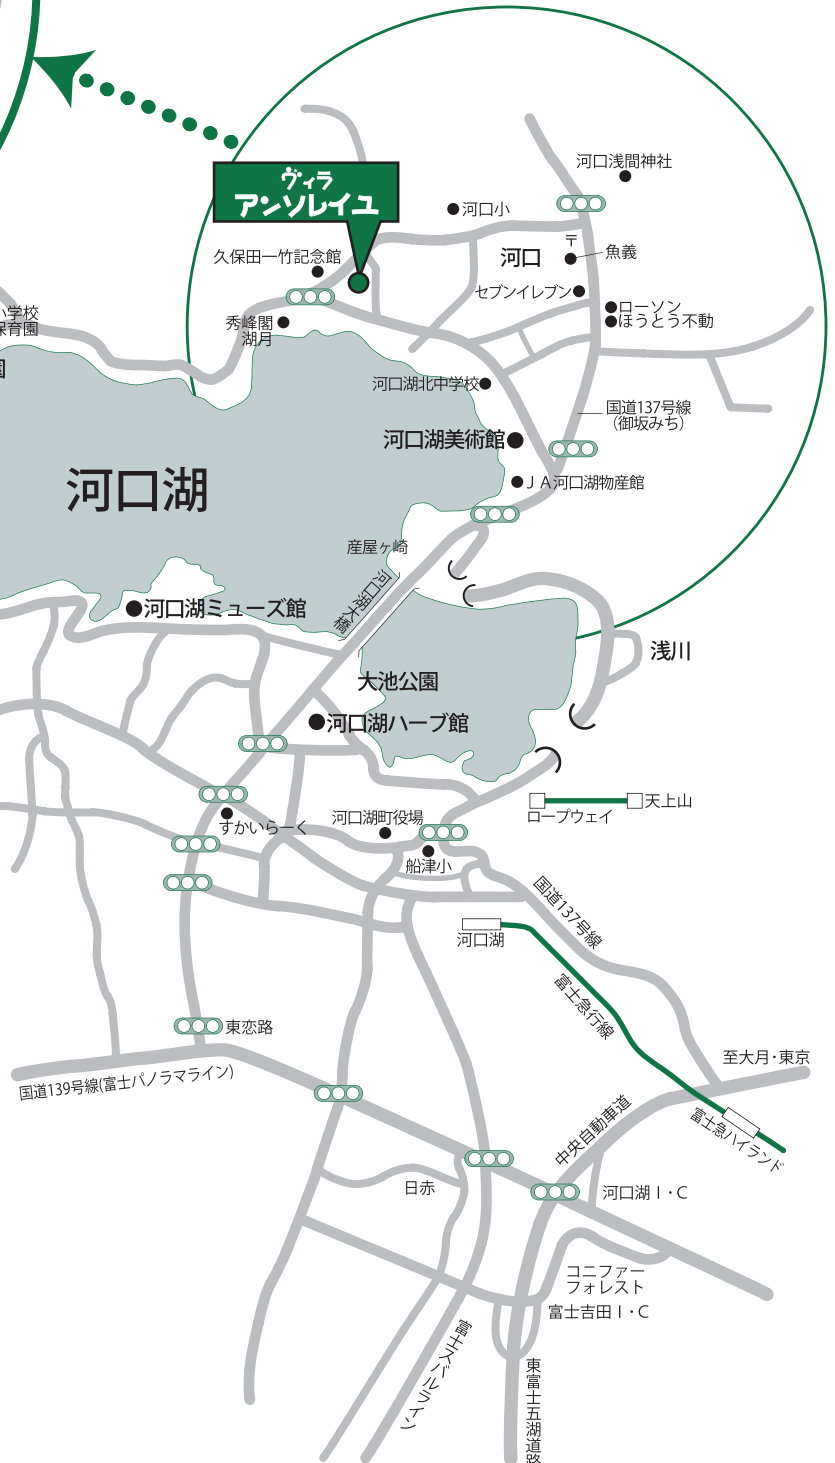 河口浅間神社
ヴィラ
アンソレイユ
河口小
〒
魚義
河口
久保田一竹記念館
セブンイレブン
ローソン
ほうとう不動
小学校
保育園
園
秀峰閣
湖月
河口湖北中学校
国道137号線
(御坂みち)
河口湖美術館
河口湖
JA河口湖物産館
産屋ヶ崎
河口湖大橋
河口湖ミューズ館
浅川
大池公園
河口湖ハーブ館
天上山
ロープウェイ
河口湖町役場
すかいらーく
船津小
国道137号線
河口湖
富士急行線
東恋路
至大月・東京
国道139号線(富士パノラマライン)
富士急ハイランド
中央自動車道
日赤
河口湖I・C
コニファー
フォレスト
富士吉田I・C
富士スバルライン
東富士五湖道路